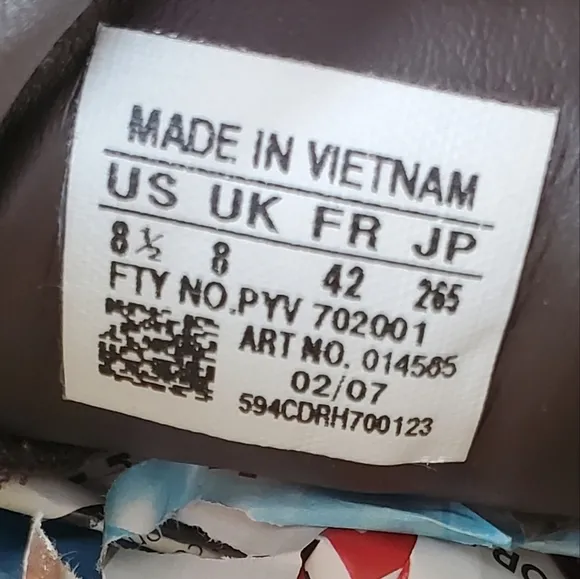 MADE IN VIETNAM
US UK FR JP
8½ 8 42 265
FTY NO.PYV 702001
ART NO. 014565
02/07
594CDRH700123